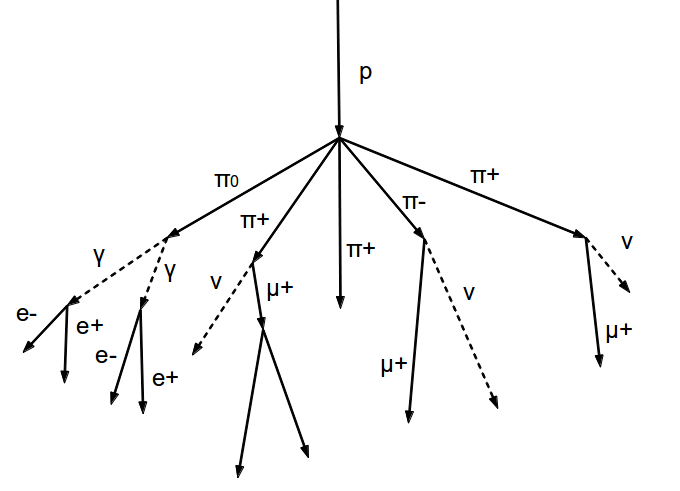 p
π0
π+
π+
π-
π+
γ
γ
ν
μ+
ν
μ+
ν
μ+
e-
e+
e-
e+